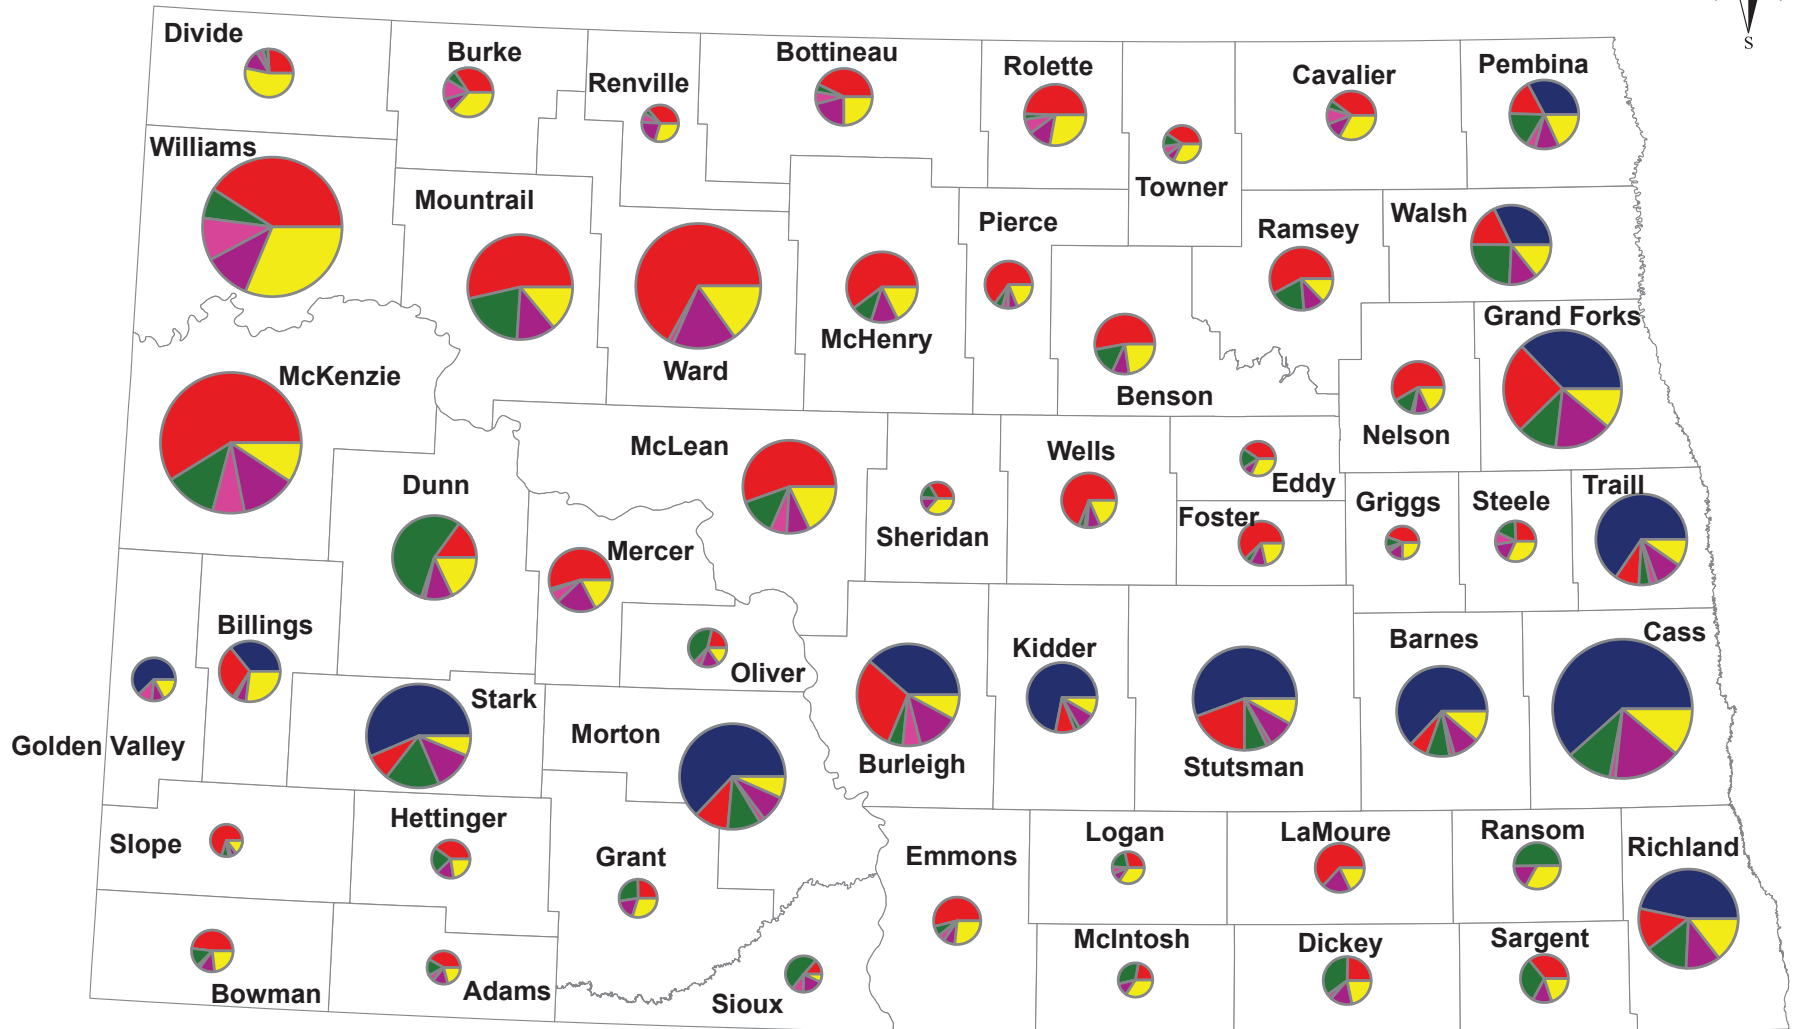 S
Divide
Burke
Renville
Bottineau
Rolette
Cavalier
Pembina
Williams
Mountrail
Towner
Pierce
Ramsey
Walsh
McHenry
Ward
Grand Forks
McKenzie
Benson
Nelson
McLean
Wells
Dunn
Eddy
Sheridan
Foster
Griggs
Steele
Traill
Mercer
Billings
Oliver
Kidder
Barnes
Cass
Golden Valley
Stark
Morton
Burleigh
Stutsman
Slope
Hettinger
Grant
Emmons
Logan
LaMoure
Ransom
Richland
McIntosh
Dickey
Sargent
Bowman
Adams
Sioux